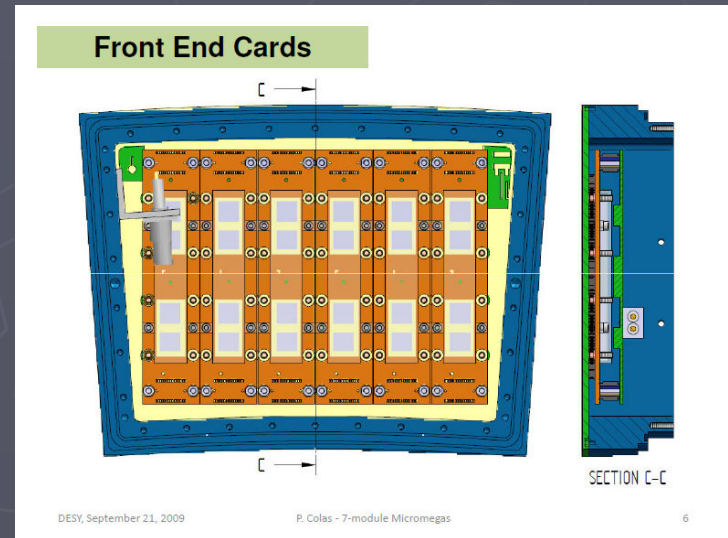 Front End Cards
C
C
SECTION C-C
DESY, September 21, 2009
P. Colas - 7-module Micromegas
6